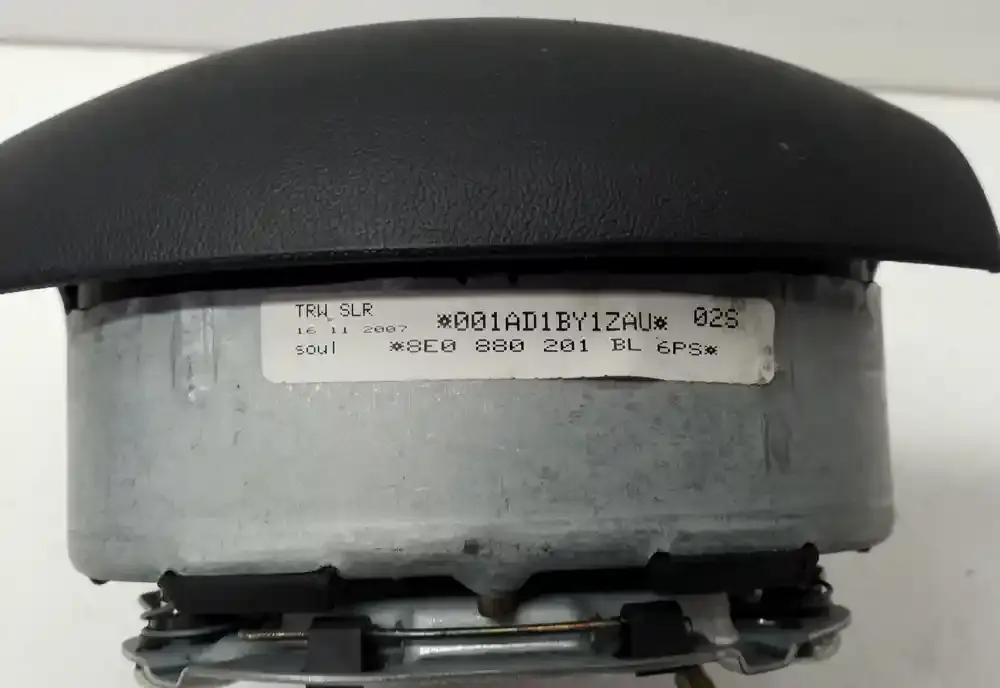 TRW SLR
16 11 2007
*001AD1BY1ZAU* 02S
soul
*8E0 880 201 BL 6PS*